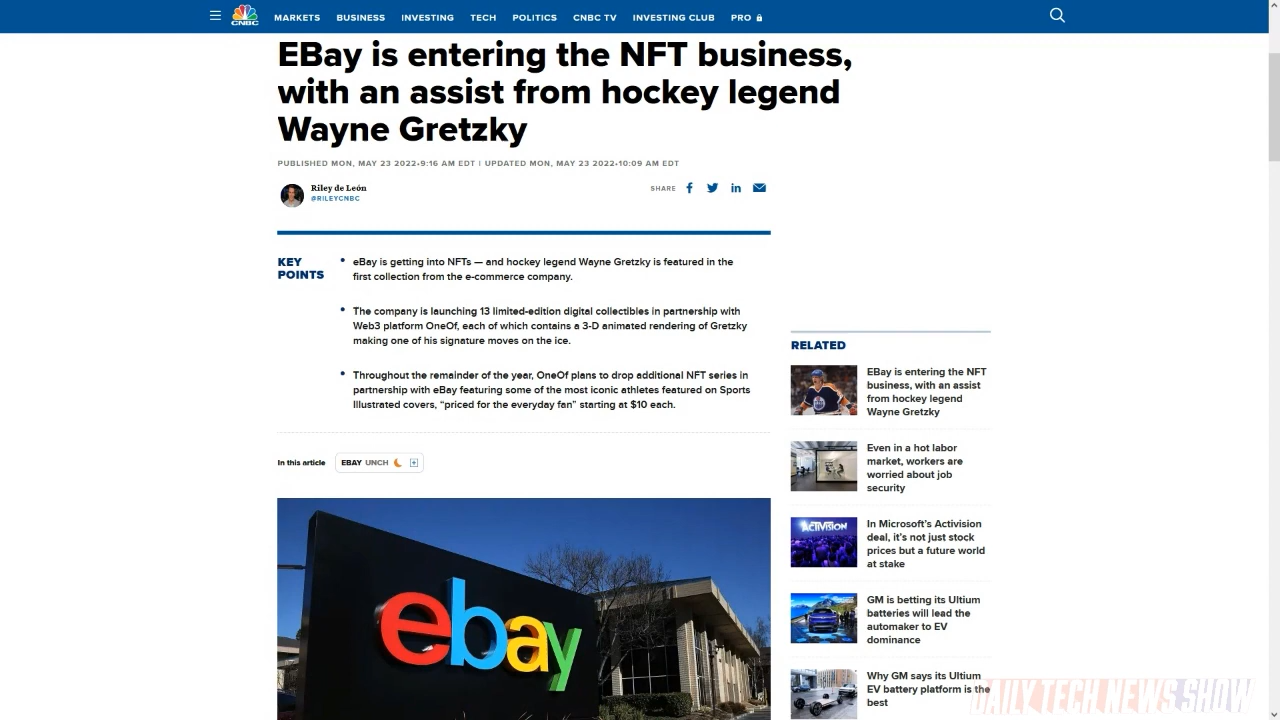 CNBC
MARKETS BUSINESS INVESTING TECH POLITICS CNBC TV INVESTING CLUB PRO
EBay is entering the NFT business,
with an assist from hockey legend
Wayne Gretzky
PUBLISHED MON, MAY 23 2022•9:16 AM EDT | UPDATED MON, MAY 23 2022•10:09 AM EDT
Riley de León
@RILEYCNBC
SHARE
KEY
POINTS
eBay is getting into NFTs — and hockey legend Wayne Gretzky is featured in the
first collection from the e-commerce company.
The company is launching 13 limited-edition digital collectibles in partnership with
Web3 platform OneOf, each of which contains a 3-D animated rendering of Gretzky
making one of his signature moves on the ice.
Throughout the remainder of the year, OneOf plans to drop additional NFT series in
partnership with eBay featuring some of the most iconic athletes featured on Sports
Illustrated covers, “priced for the everyday fan” starting at $10 each.
In this article
EBAY UNCH
ebay
RELATED
EBay is entering the NFT
business, with an assist
from hockey legend
Wayne Gretzky
Even in a hot labor
market, workers are
worried about job
security
ACTIVISION
In Microsoft’s Activision
deal, it’s not just stock
prices but a future world
at stake
GM is betting its Ultium
batteries will lead the
automaker to EV
dominance
Why GM says its Ultium
EV battery platform is the
best
DAILY TECH NEWS SHOW